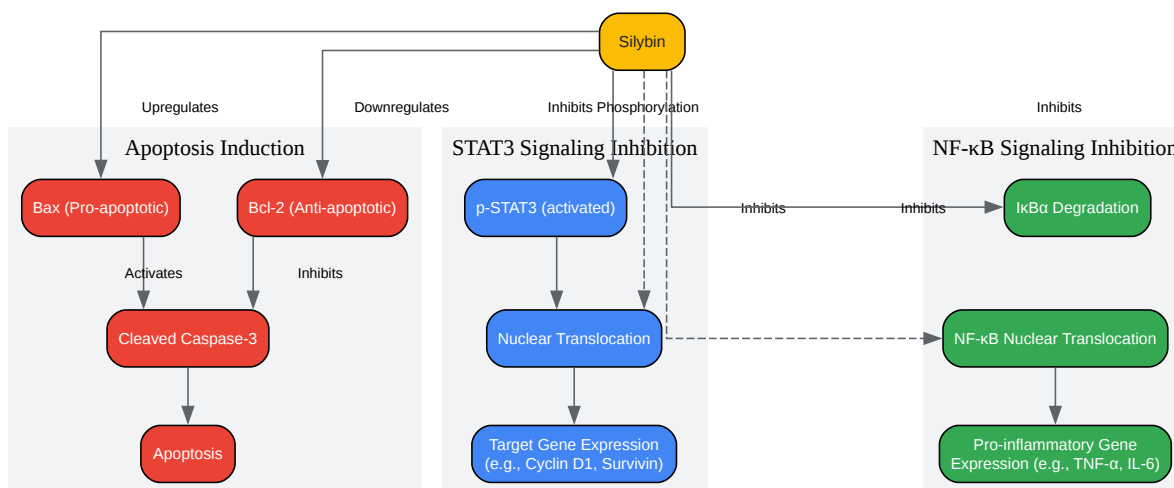 Silybin
Upregulates
Downregulates
Inhibits Phosphorylation
Inhibits
Apoptosis Induction
STAT3 Signaling Inhibition
NF-κB Signaling Inhibition
Bax (Pro-apoptotic)
Bcl-2 (Anti-apoptotic)
p-STAT3 (activated)
Inhibits
Inhibits
IκBα Degradation
Activates
Inhibits
Cleaved Caspase-3
Nuclear Translocation
NF-κB Nuclear Translocation
Apoptosis
Target Gene Expression
(e.g., Cyclin D1, Survivin)
Pro-inflammatory Gene
Expression (e.g., TNF-α, IL-6)